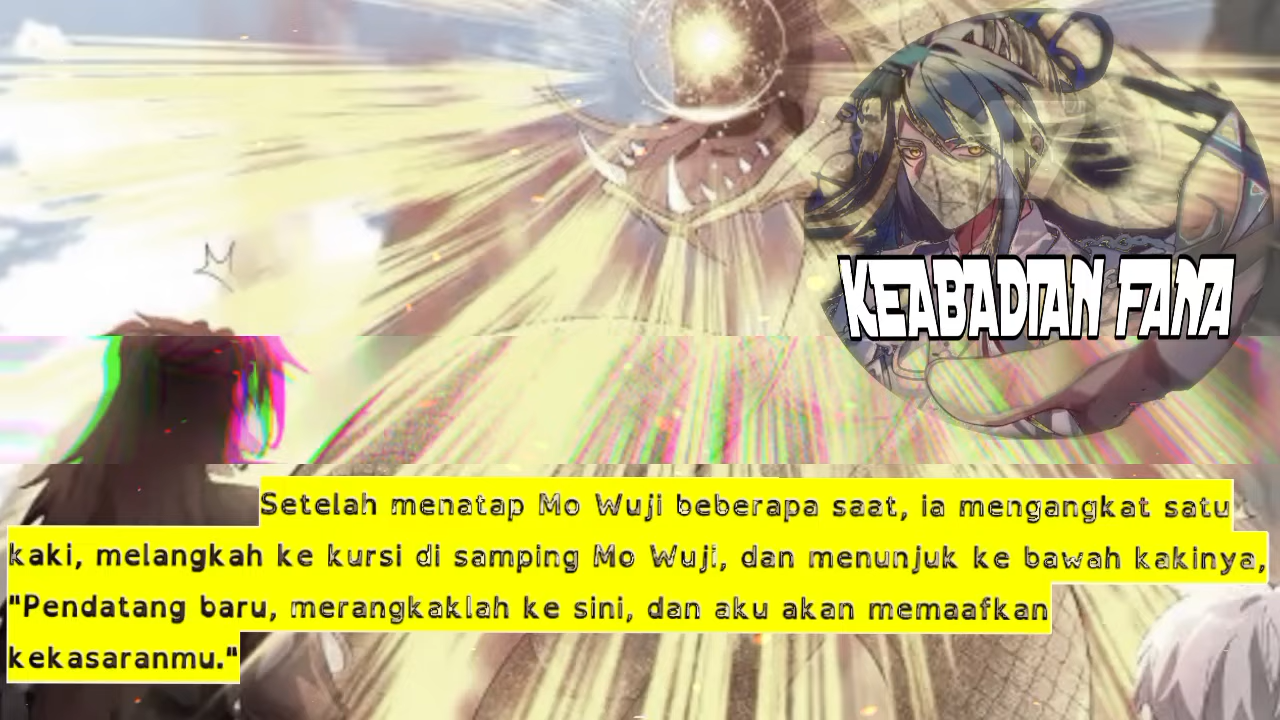 KEABADIAN FANA
Setelah menatap Mo Wuji beberapa saat, ia mengangkat satu
kaki, melangkah ke kursi di samping Mo Wuji, dan menunjuk ke bawah kakinya,
"Pendatang baru, merangkaklah ke sini, dan aku akan memaafkan
kekasaranmu."